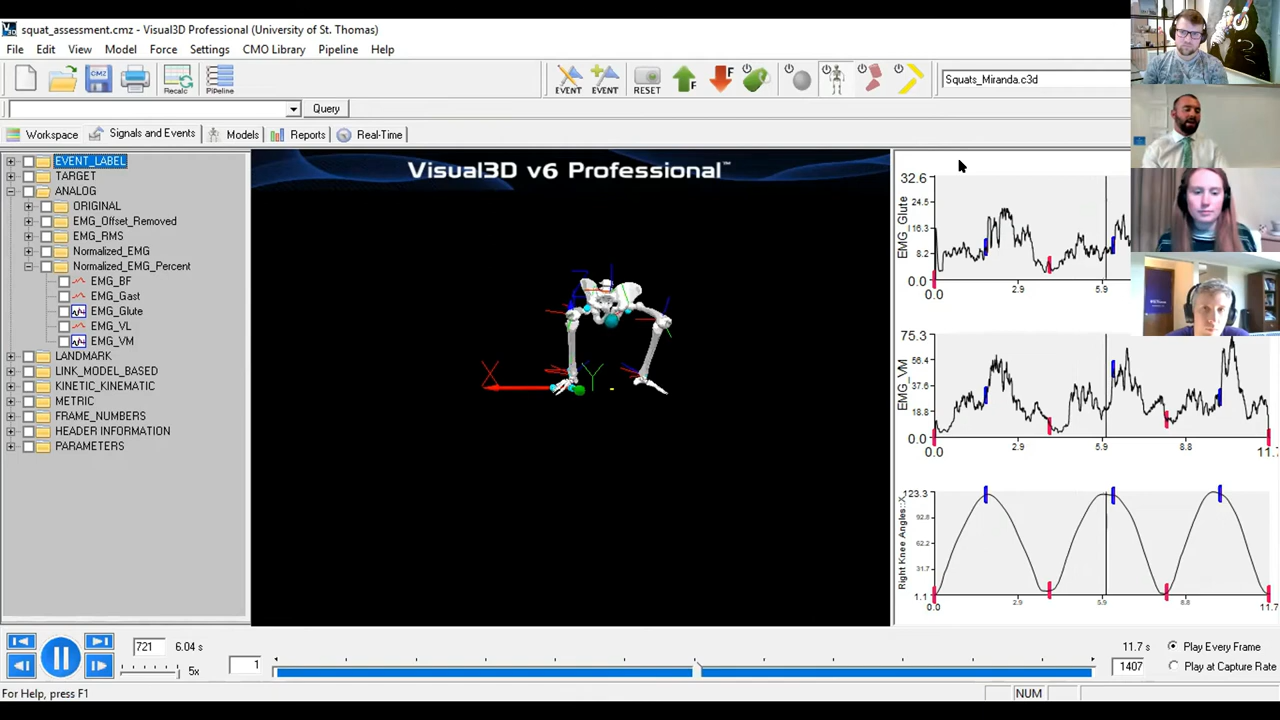 squat_assessment.cmz - Visual3D Professional (University of St. Thomas)
File Edit View Model Force Settings CMO Library Pipeline Help
CMZ Recalc PiPeline EVENT EVENT RESET F F Squats_Miranda.c3d
Query
Workspace Signals and Events Models Reports Real-Time
EVENT_LABEL
TARGET
ANALOG
ORIGINAL
EMG_Offset_Removed
EMG_RMS
Normalized_EMG
Normalized_EMG_Percent
EMG_BF
EMG_Gast
EMG_Glute
EMG_VL
EMG_VM
LANDMARK
LINK_MODEL_BASED
KINETIC_KINEMATIC
METRIC
FRAME_NUMBERS
HEADER INFORMATION
PARAMETERS
Visual3D v6 Professional™
X
Y
EMG_Glute
32.6
24.5
16.3
8.2
0.0
0.0 2.9 5.9
EMG_VM
75.3
56.4
37.6
18.8
0.0
0.0 2.9 5.9 8.8 11.7
Right Knee Angles::X
123.3
92.8
62.2
31.7
1.1
0.0 2.9 5.9 8.8 11.7
721 6.04 s
5x
1
11.7 s
1407
Play Every Frame
Play at Capture Rate
For Help, press F1
NUM